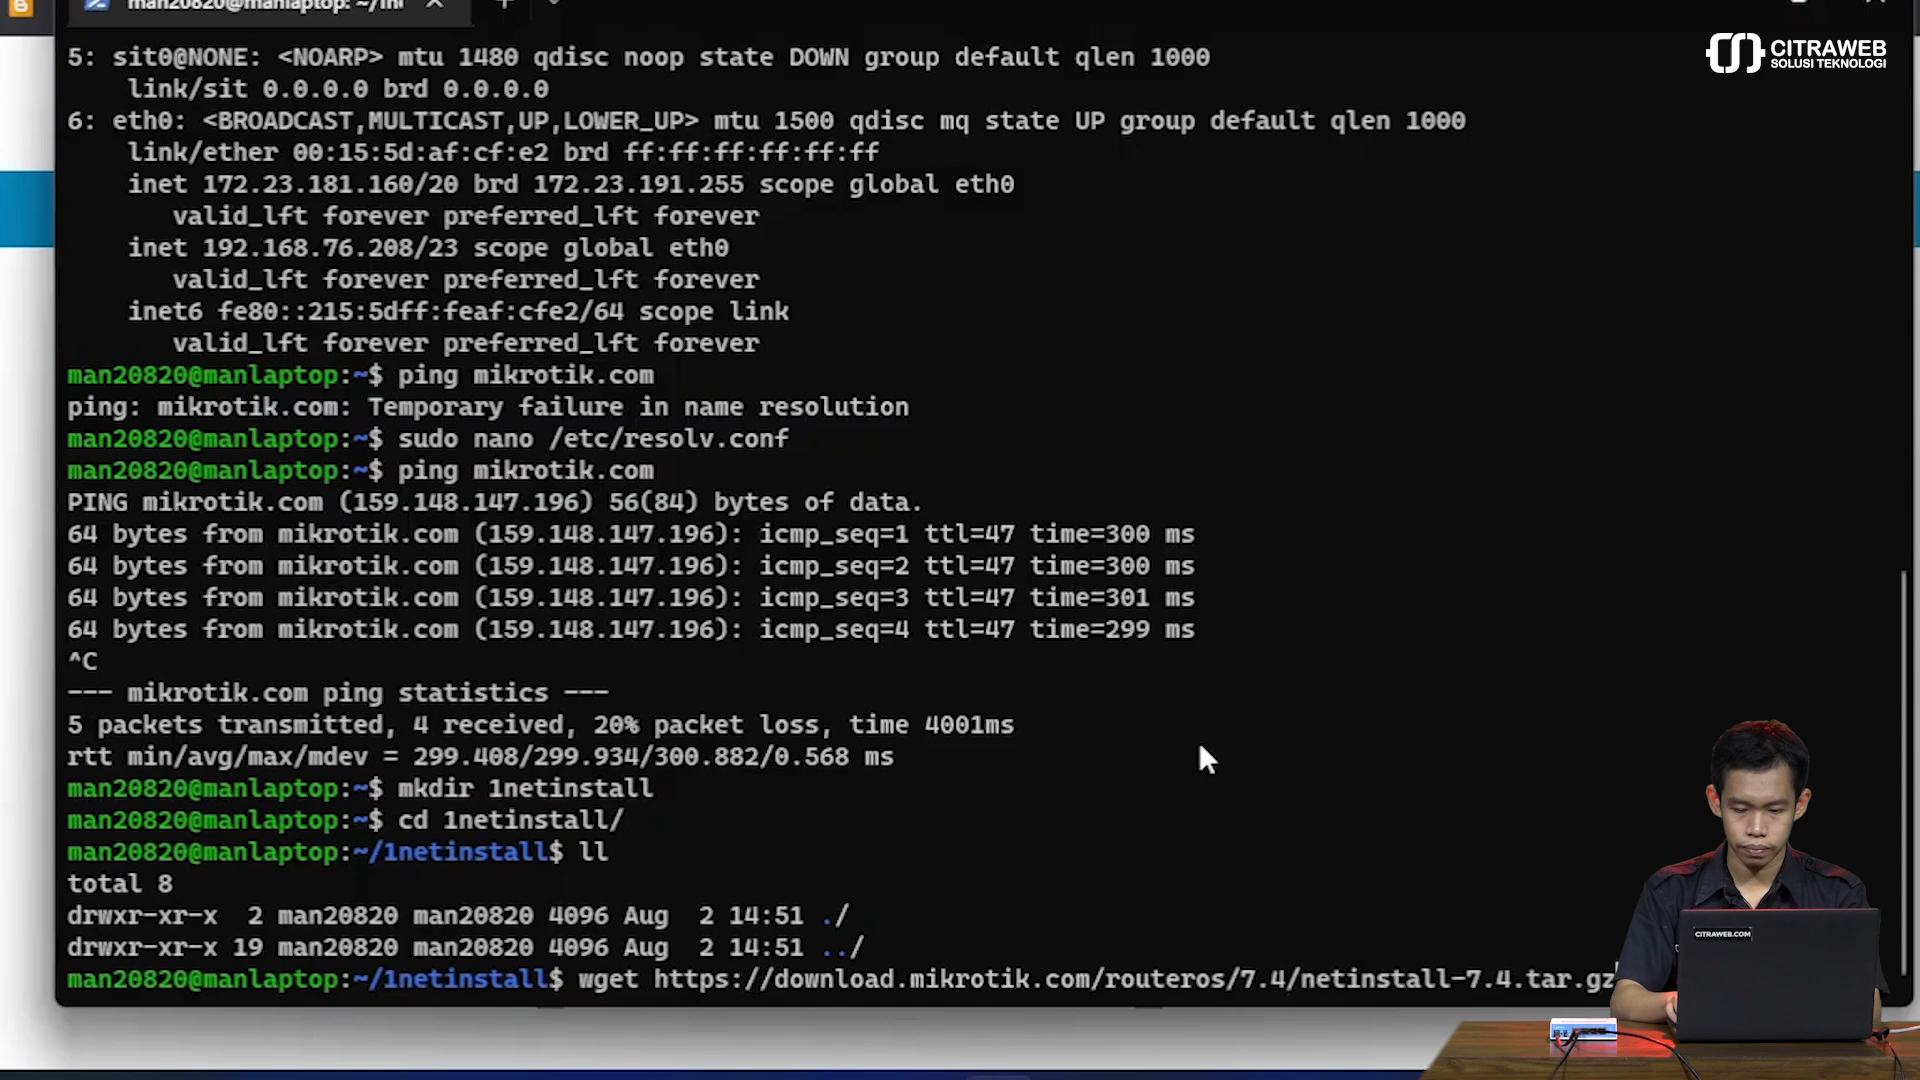 man20820@manlaptop: ~/1ne
CITRAWEB
SOLUSI TEKNOLOGI
5: sit0@NONE: <NOARP> mtu 1480 qdisc noop state DOWN group default qlen 1000
link/sit 0.0.0.0 brd 0.0.0.0
6: eth0: <BROADCAST,MULTICAST,UP,LOWER_UP> mtu 1500 qdisc mq state UP group default qlen 1000
link/ether 00:15:5d:af:cf:e2 brd ff:ff:ff:ff:ff:ff
inet 172.23.181.160/20 brd 172.23.191.255 scope global eth0
valid_lft forever preferred_lft forever
inet 192.168.76.208/23 scope global eth0
valid_lft forever preferred_lft forever
inet6 fe80::215:5dff:feaf:cfe2/64 scope link
valid_lft forever preferred_lft forever
man20820@manlaptop:~$ ping mikrotik.com
ping: mikrotik.com: Temporary failure in name resolution
man20820@manlaptop:~$ sudo nano /etc/resolv.conf
man20820@manlaptop:~$ ping mikrotik.com
PING mikrotik.com (159.148.147.196) 56(84) bytes of data.
64 bytes from mikrotik.com (159.148.147.196): icmp_seq=1 ttl=47 time=300 ms
64 bytes from mikrotik.com (159.148.147.196): icmp_seq=2 ttl=47 time=300 ms
64 bytes from mikrotik.com (159.148.147.196): icmp_seq=3 ttl=47 time=301 ms
64 bytes from mikrotik.com (159.148.147.196): icmp_seq=4 ttl=47 time=299 ms
^C
--- mikrotik.com ping statistics ---
5 packets transmitted, 4 received, 20% packet loss, time 4001ms
rtt min/avg/max/mdev = 299.408/299.934/300.882/0.568 ms
man20820@manlaptop:~$ mkdir 1netinstall
man20820@manlaptop:~$ cd 1netinstall/
man20820@manlaptop:~/1netinstall$ ll
total 8
drwxr-xr-x  2 man20820 man20820 4096 Aug  2 14:51 ./
drwxr-xr-x 19 man20820 man20820 4096 Aug  2 14:51 ../
man20820@manlaptop:~/1netinstall$ wget https://download.mikrotik.com/routeros/7.4/netinstall-7.4.tar.gz
CITRAWEB.COM